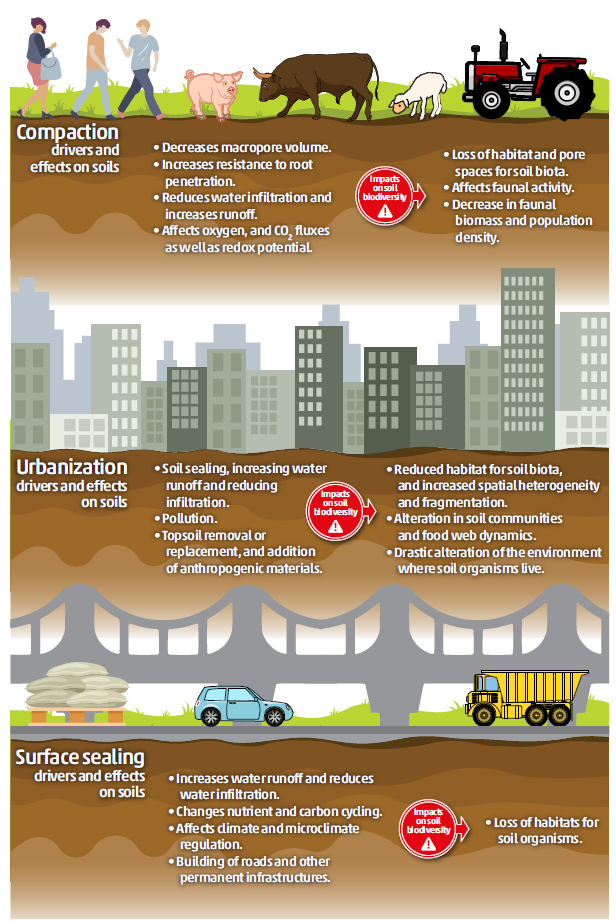 Compaction
drivers and
effects on soils
• Decreases macropore volume.
• Increases resistance to root
penetration.
• Reduces water infiltration and
increases runoff.
• Affects oxygen, and CO₂ fluxes
as well as redox potential.
Impacts
on soil
biodiversity
• Loss of habitat and pore
spaces for soil biota.
• Affects faunal activity.
• Decrease in faunal
biomass and population
density.
Urbanization
drivers and effects
on soils
• Soil sealing, increasing water
runoff and reducing
infiltration.
• Pollution.
• Topsoil removal or
replacement, and addition
of anthropogenic materials.
Impacts
on soil
biodiversity
• Reduced habitat for soil biota,
and increased spatial heterogeneity
and fragmentation.
• Alteration in soil communities
and food web dynamics.
• Drastic alteration of the environment
where soil organisms live.
Surface sealing
drivers and effects
on soils
• Increases water runoff and reduces
water infiltration.
• Changes nutrient and carbon cycling.
• Affects climate and microclimate
regulation.
• Building of roads and other
permanent infrastructures.
Impacts
on soil
biodiversity
• Loss of habitats for
soil organisms.